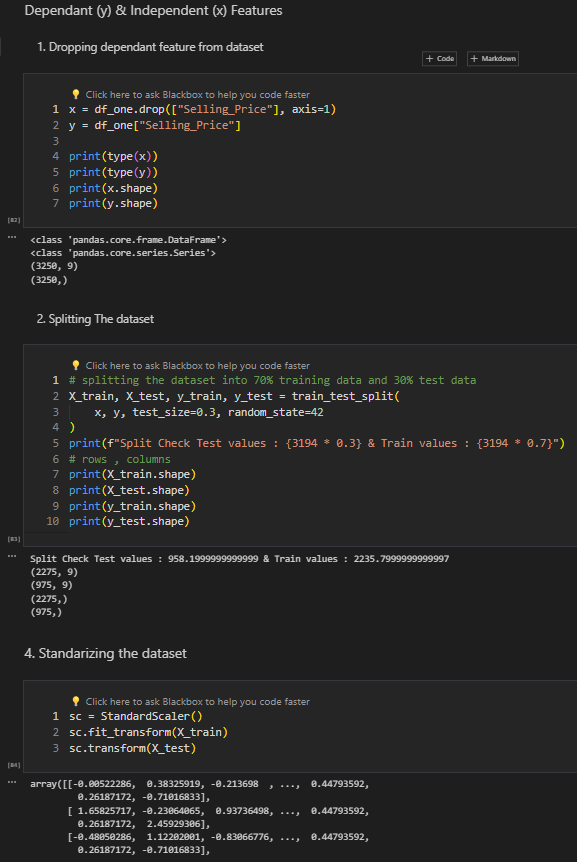 Dependant (y) & Independent (x) Features
1. Dropping dependant feature from dataset
+ Code + Markdown
Click here to ask Blackbox to help you code faster
1 x = df_one.drop(["Selling_Price"], axis=1)
2 y = df_one["Selling_Price"]
3
4 print(type(x))
5 print(type(y))
6 print(x.shape)
7 print(y.shape)
[82]
... <class 'pandas.core.frame.DataFrame'>
<class 'pandas.core.series.Series'>
(3250, 9)
(3250,)
2. Splitting The dataset
Click here to ask Blackbox to help you code faster
1 # splitting the dataset into 70% training data and 30% test data
2 X_train, X_test, y_train, y_test = train_test_split(
3     x, y, test_size=0.3, random_state=42
4 )
5 print(f"Split Check Test values : {3194 * 0.3} & Train values : {3194 * 0.7}")
6 # rows , columns
7 print(X_train.shape)
8 print(X_test.shape)
9 print(y_train.shape)
10 print(y_test.shape)
[83]
... Split Check Test values : 958.1999999999999 & Train values : 2235.7999999999997
(2275, 9)
(975, 9)
(2275,)
(975,)
4. Standarizing the dataset
Click here to ask Blackbox to help you code faster
1 sc = StandardScaler()
2 sc.fit_transform(X_train)
3 sc.transform(X_test)
[84]
... array([[-0.00522286,  0.38325919, -0.213698  , ...,  0.44793592,
         0.26187172, -0.71016833],
       [ 1.65825717, -0.23064065,  0.93736498, ...,  0.44793592,
         0.26187172,  2.45929306],
       [-0.48050286,  1.12202001, -0.83066776, ...,  0.44793592,
         0.26187172, -0.71016833],